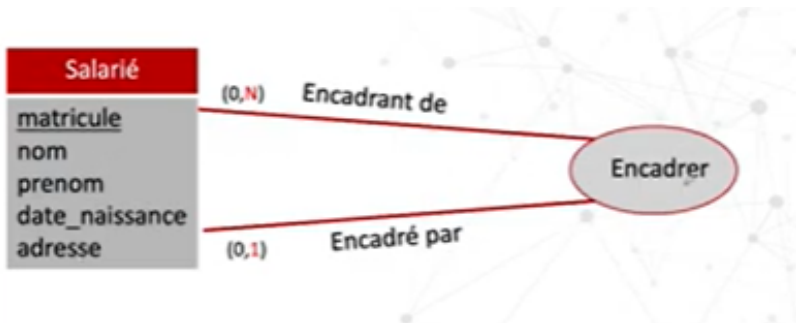 Salarié
matricule
nom
prenom
date_naissance
adresse
(0,N)
Encadrant de
Encadrer
(0,1)
Encadré par